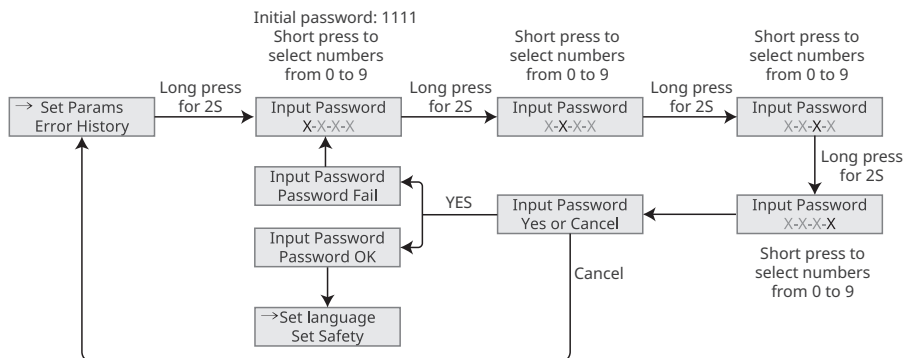 Initial password: 1111
Short press to
select numbers
from 0 to 9
Short press to
select numbers
from 0 to 9
Short press to
select numbers
from 0 to 9
→ Set Params
Error History
Long press
for 2S
Input Password
X-X-X-X
Long press
for 2S
Input Password
X-X-X-X
Long press
for 2S
Input Password
X-X-X-X
Long press
for 2S
Input Password
X-X-X-X
Short press to
select numbers
from 0 to 9
Input Password
Yes or Cancel
YES
Cancel
Input Password
Password Fail
Input Password
Password OK
→Set language
Set Safety